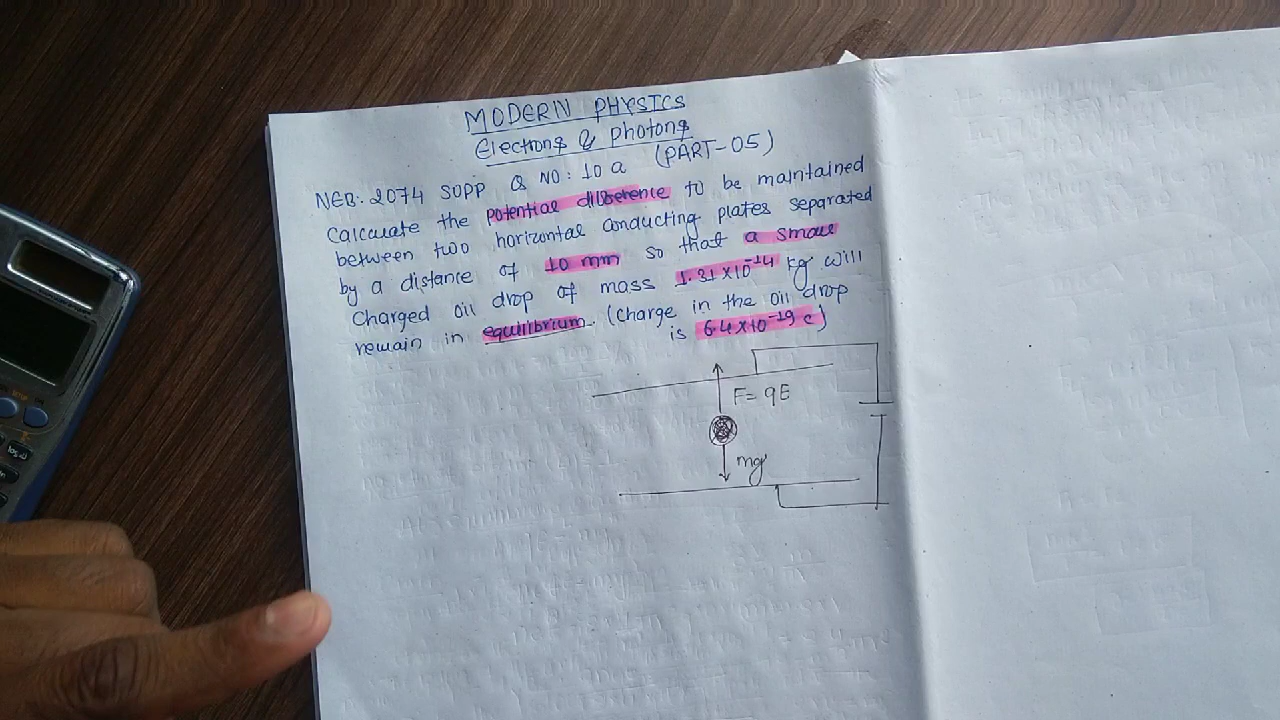 MODERN PHYSICS
Electrons & Photons
(PART-05)
NEB: 2074 SUPP Q NO: 10 a
Calculate the potential difference to be maintained
between two horizontal conducting plates separated
by a distance of 10 mm so that a small
Charged oil drop of mass 1.31×10⁻¹⁴ kg will
remain in equilibrium. (charge in the oil drop
is 6.4×10⁻¹⁹ c)
F = qE
mg